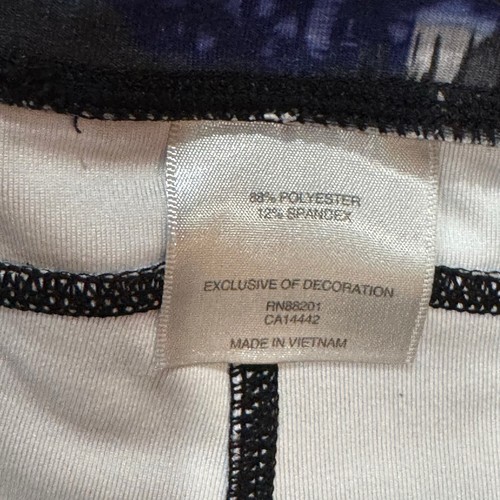 88% POLYESTER
12% SPANDEX
EXCLUSIVE OF DECORATION
RN88201
CA14442
MADE IN VIETNAM